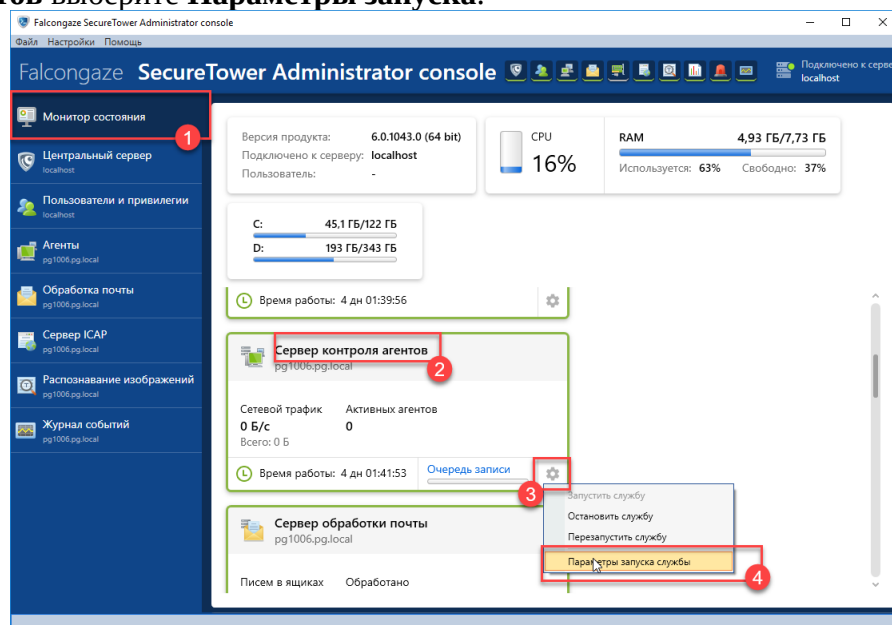 тов выберите Параметры запуска.
Falcongaze SecureTower Administrator console
Файл Настройки Помощь
Falcongaze SecureTower Administrator console
Подключено к серве
localhost
Монитор состояния
1
Центральный сервер
localhost
Пользователи и привилегии
localhost
Агенты
pg1006.pg.local
Обработка почты
pg1006.pg.local
Сервер ICAP
pg1006.pg.local
Распознавание изображений
pg1006.pg.local
Журнал событий
pg1006.pg.local
Версия продукта: 6.0.1043.0 (64 bit)
Подключено к серверу: localhost
Пользователь: -
CPU
16%
RAM 4,93 ГБ/7,73 ГБ
Используется: 63% Свободно: 37%
C: 45,1 ГБ/122 ГБ
D: 193 ГБ/343 ГБ
Время работы: 4 дн 01:39:56
Сервер контроля агентов
pg1006.pg.local
2
Сетевой трафик Активных агентов
0 Б/с 0
Всего: 0 Б
Время работы: 4 дн 01:41:53 Очередь записи
3
Запустить службу
Остановить службу
Перезапустить службу
Параметры запуска службы
4
Сервер обработки почты
pg1006.pg.local
Писем в ящиках Обработано